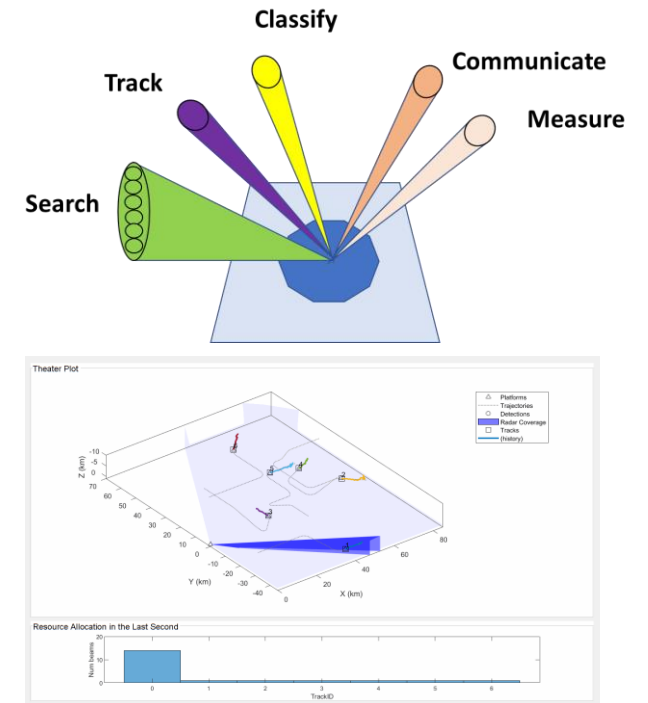 Classify
Communicate
Track
Measure
Search
Theater Plot
Platforms
Trajectories
Detections
Radar Coverage
Tracks
(history)
-10
-5
0
Z (km)
70
60
50
40
30
20
10
0
-10
-20
-30
-40
Y (km)
0
20
40
60
80
X (km)
5
4
2
3
Resource Allocation in the Last Second
20
10
0
Num beams
0
1
2
3
4
5
6
TrackID